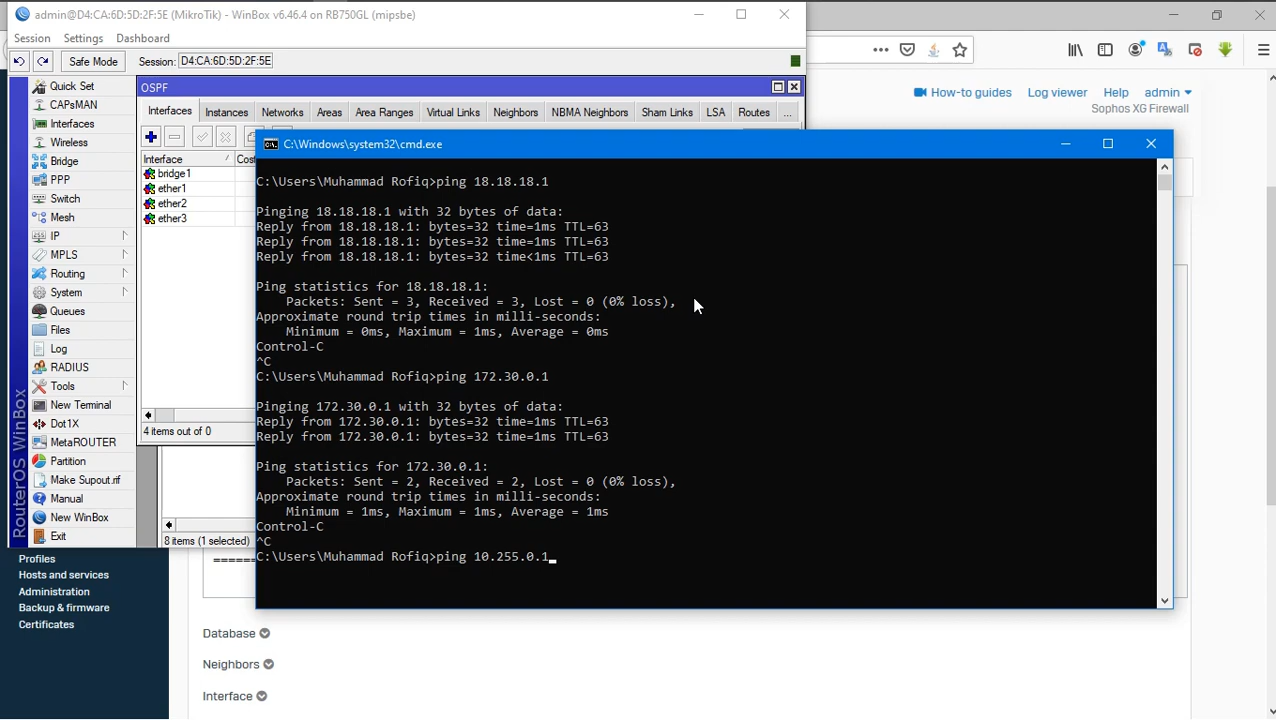 admin@D4:CA:6D:5D:2F:5E (MikroTik) - WinBox v6.46.4 on RB750GL (mipsbe)
Session Settings Dashboard
Safe Mode Session: D4:CA:6D:5D:2F:5E
How-to guides Log viewer Help admin
Sophos XG Firewall
Quick Set
CAPsMAN
Interfaces
Wireless
Bridge
PPP
Switch
Mesh
IP
MPLS
Routing
System
Queues
Files
Log
RADIUS
Tools
New Terminal
Dot1X
MetaROUTER
Partition
Make Supout.rif
Manual
New WinBox
Exit
RouterOS WinBox
OSPF
Interfaces Instances Networks Areas Area Ranges Virtual Links Neighbors NBMA Neighbors Sham Links LSA Routes ...
Interface Cost
bridge1
ether1
ether2
ether3
4 items out of 0
8 items (1 selected)
C:\Windows\system32\cmd.exe
C:\Users\Muhammad Rofiq>ping 18.18.18.1
Pinging 18.18.18.1 with 32 bytes of data:
Reply from 18.18.18.1: bytes=32 time=1ms TTL=63
Reply from 18.18.18.1: bytes=32 time=1ms TTL=63
Reply from 18.18.18.1: bytes=32 time<1ms TTL=63
Ping statistics for 18.18.18.1:
Packets: Sent = 3, Received = 3, Lost = 0 (0% loss),
Approximate round trip times in milli-seconds:
Minimum = 0ms, Maximum = 1ms, Average = 0ms
Control-C
^C
C:\Users\Muhammad Rofiq>ping 172.30.0.1
Pinging 172.30.0.1 with 32 bytes of data:
Reply from 172.30.0.1: bytes=32 time=1ms TTL=63
Reply from 172.30.0.1: bytes=32 time=1ms TTL=63
Ping statistics for 172.30.0.1:
Packets: Sent = 2, Received = 2, Lost = 0 (0% loss),
Approximate round trip times in milli-seconds:
Minimum = 1ms, Maximum = 1ms, Average = 1ms
Control-C
^C
C:\Users\Muhammad Rofiq>ping 10.255.0.1_
Profiles
Hosts and services
Administration
Backup & firmware
Certificates
======
Database
Neighbors
Interface